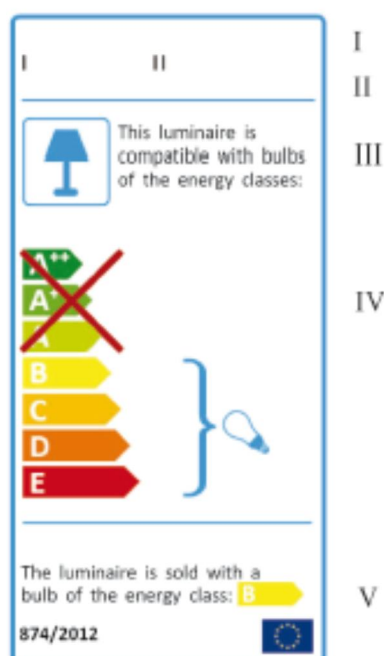 I II
I
II
This luminaire is
compatible with bulbs
of the energy classes:
III
A++
A+
A
IV
B
C
D
E
The luminaire is sold with a
bulb of the energy class: B
V
874/2012